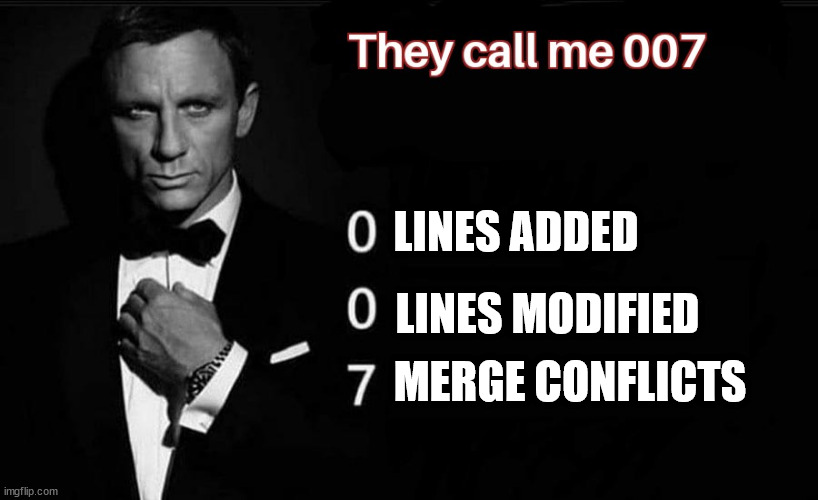 They call me 007
0 LINES ADDED
0 LINES MODIFIED
7 MERGE CONFLICTS
imgflip.com